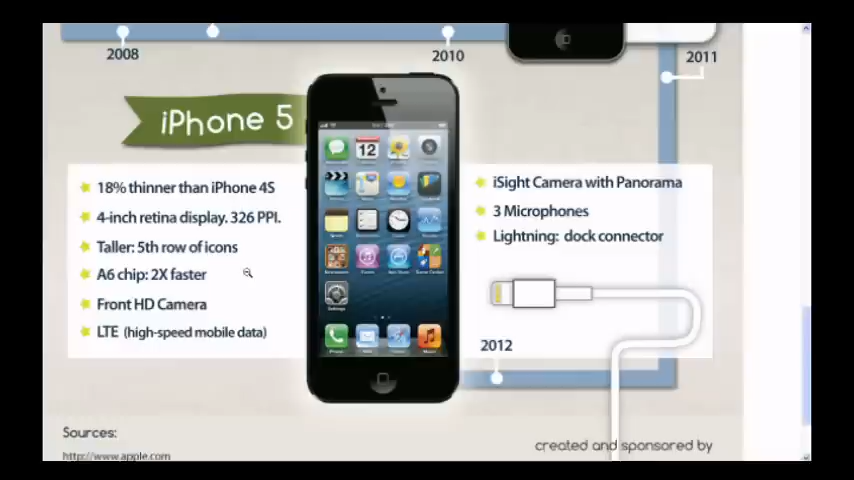 2008
2010
2011
iPhone 5
18% thinner than iPhone 4S
4-inch retina display. 326 PPI.
Taller: 5th row of icons
A6 chip: 2X faster
Front HD Camera
LTE (high-speed mobile data)
12
iSight Camera with Panorama
3 Microphones
Lightning: dock connector
2012
Sources:
http://www.apple.com
created and sponsored by